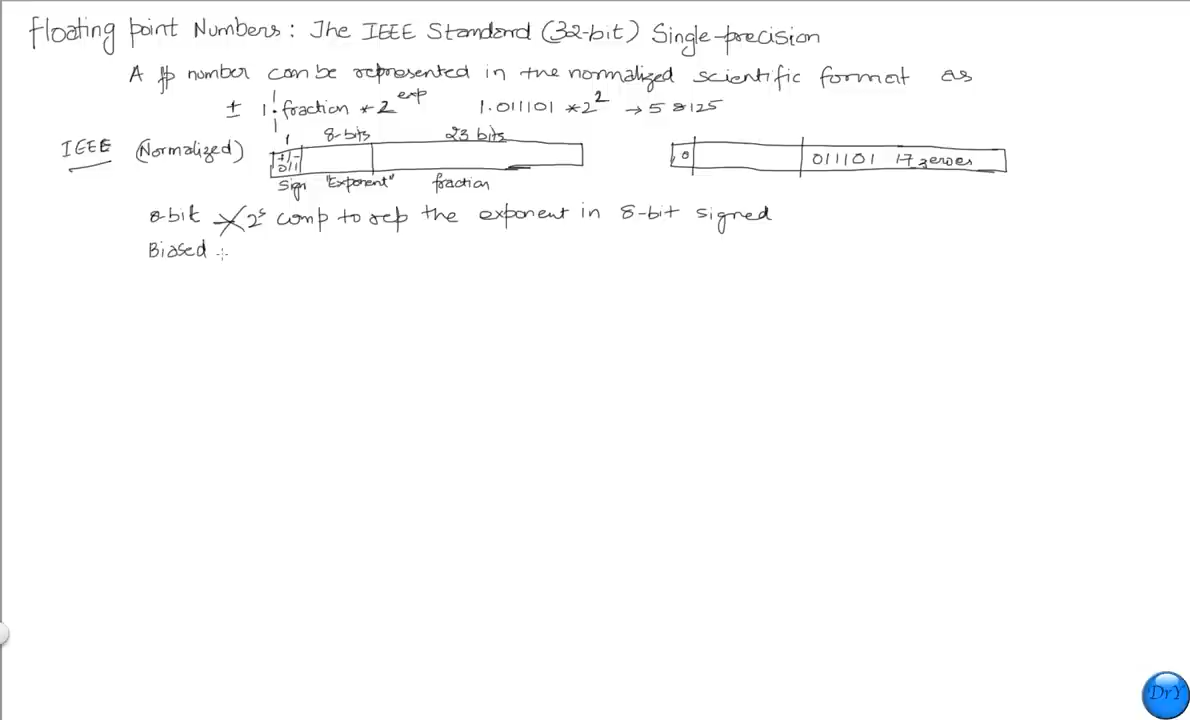 Floating point Numbers: The IEEE Standard (32-bit) Single-precision
A fp number can be represented in the normalized scientific format as
± 1.fraction * 2^exp 1.011101 * 2^2 → 5.8125
IEEE (Normalized) 1 8-bits 23 bits
+/- 0/1 0 011101 17 zeroes
Sign "Exponent" fraction
8-bit 2's comp to rep the exponent in 8-bit signed
Biased
DrY